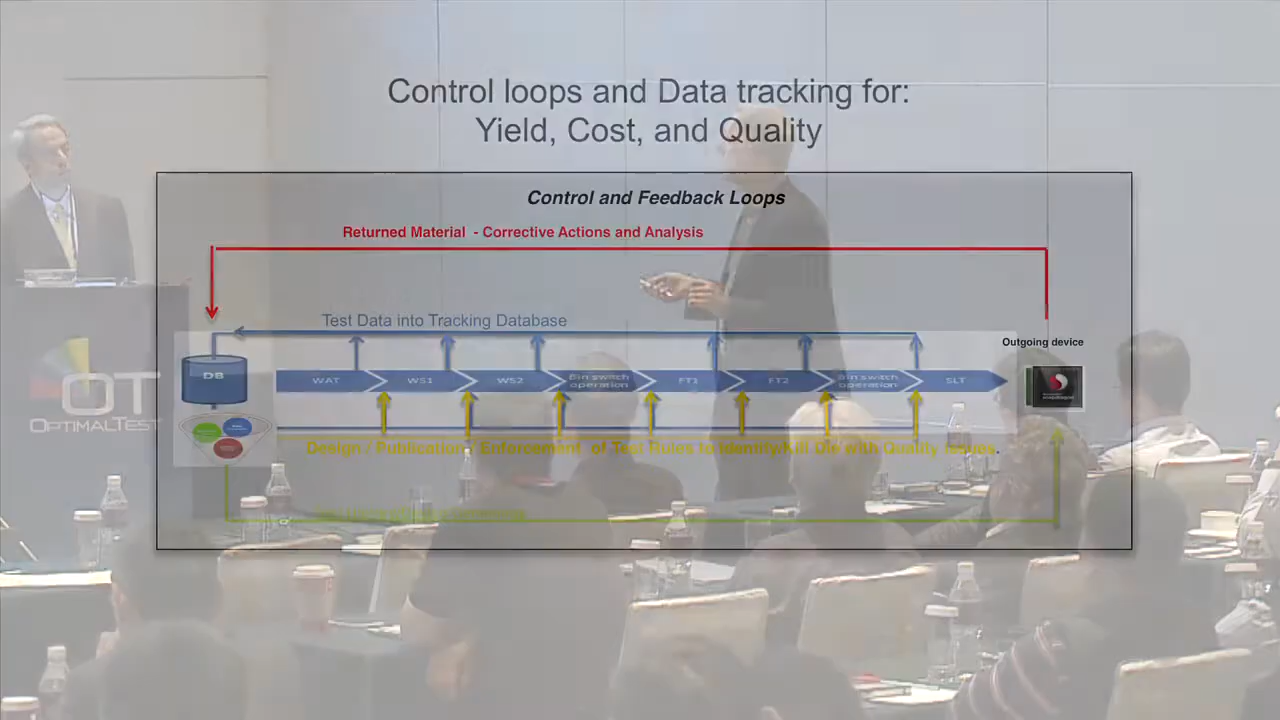 Control loops and Data tracking for:
Yield, Cost, and Quality
Control and Feedback Loops
Returned Material - Corrective Actions and Analysis
Test Data into Tracking Database
Outgoing device
DB
WAT
WS1
WS2
Bin switch
operation
FT1
FT2
Bin switch
operation
SLT
Design / Publication / Enforcement of Test Rules to Identify/Kill Die with Quality Issues.
OT
OPTIMALTEST